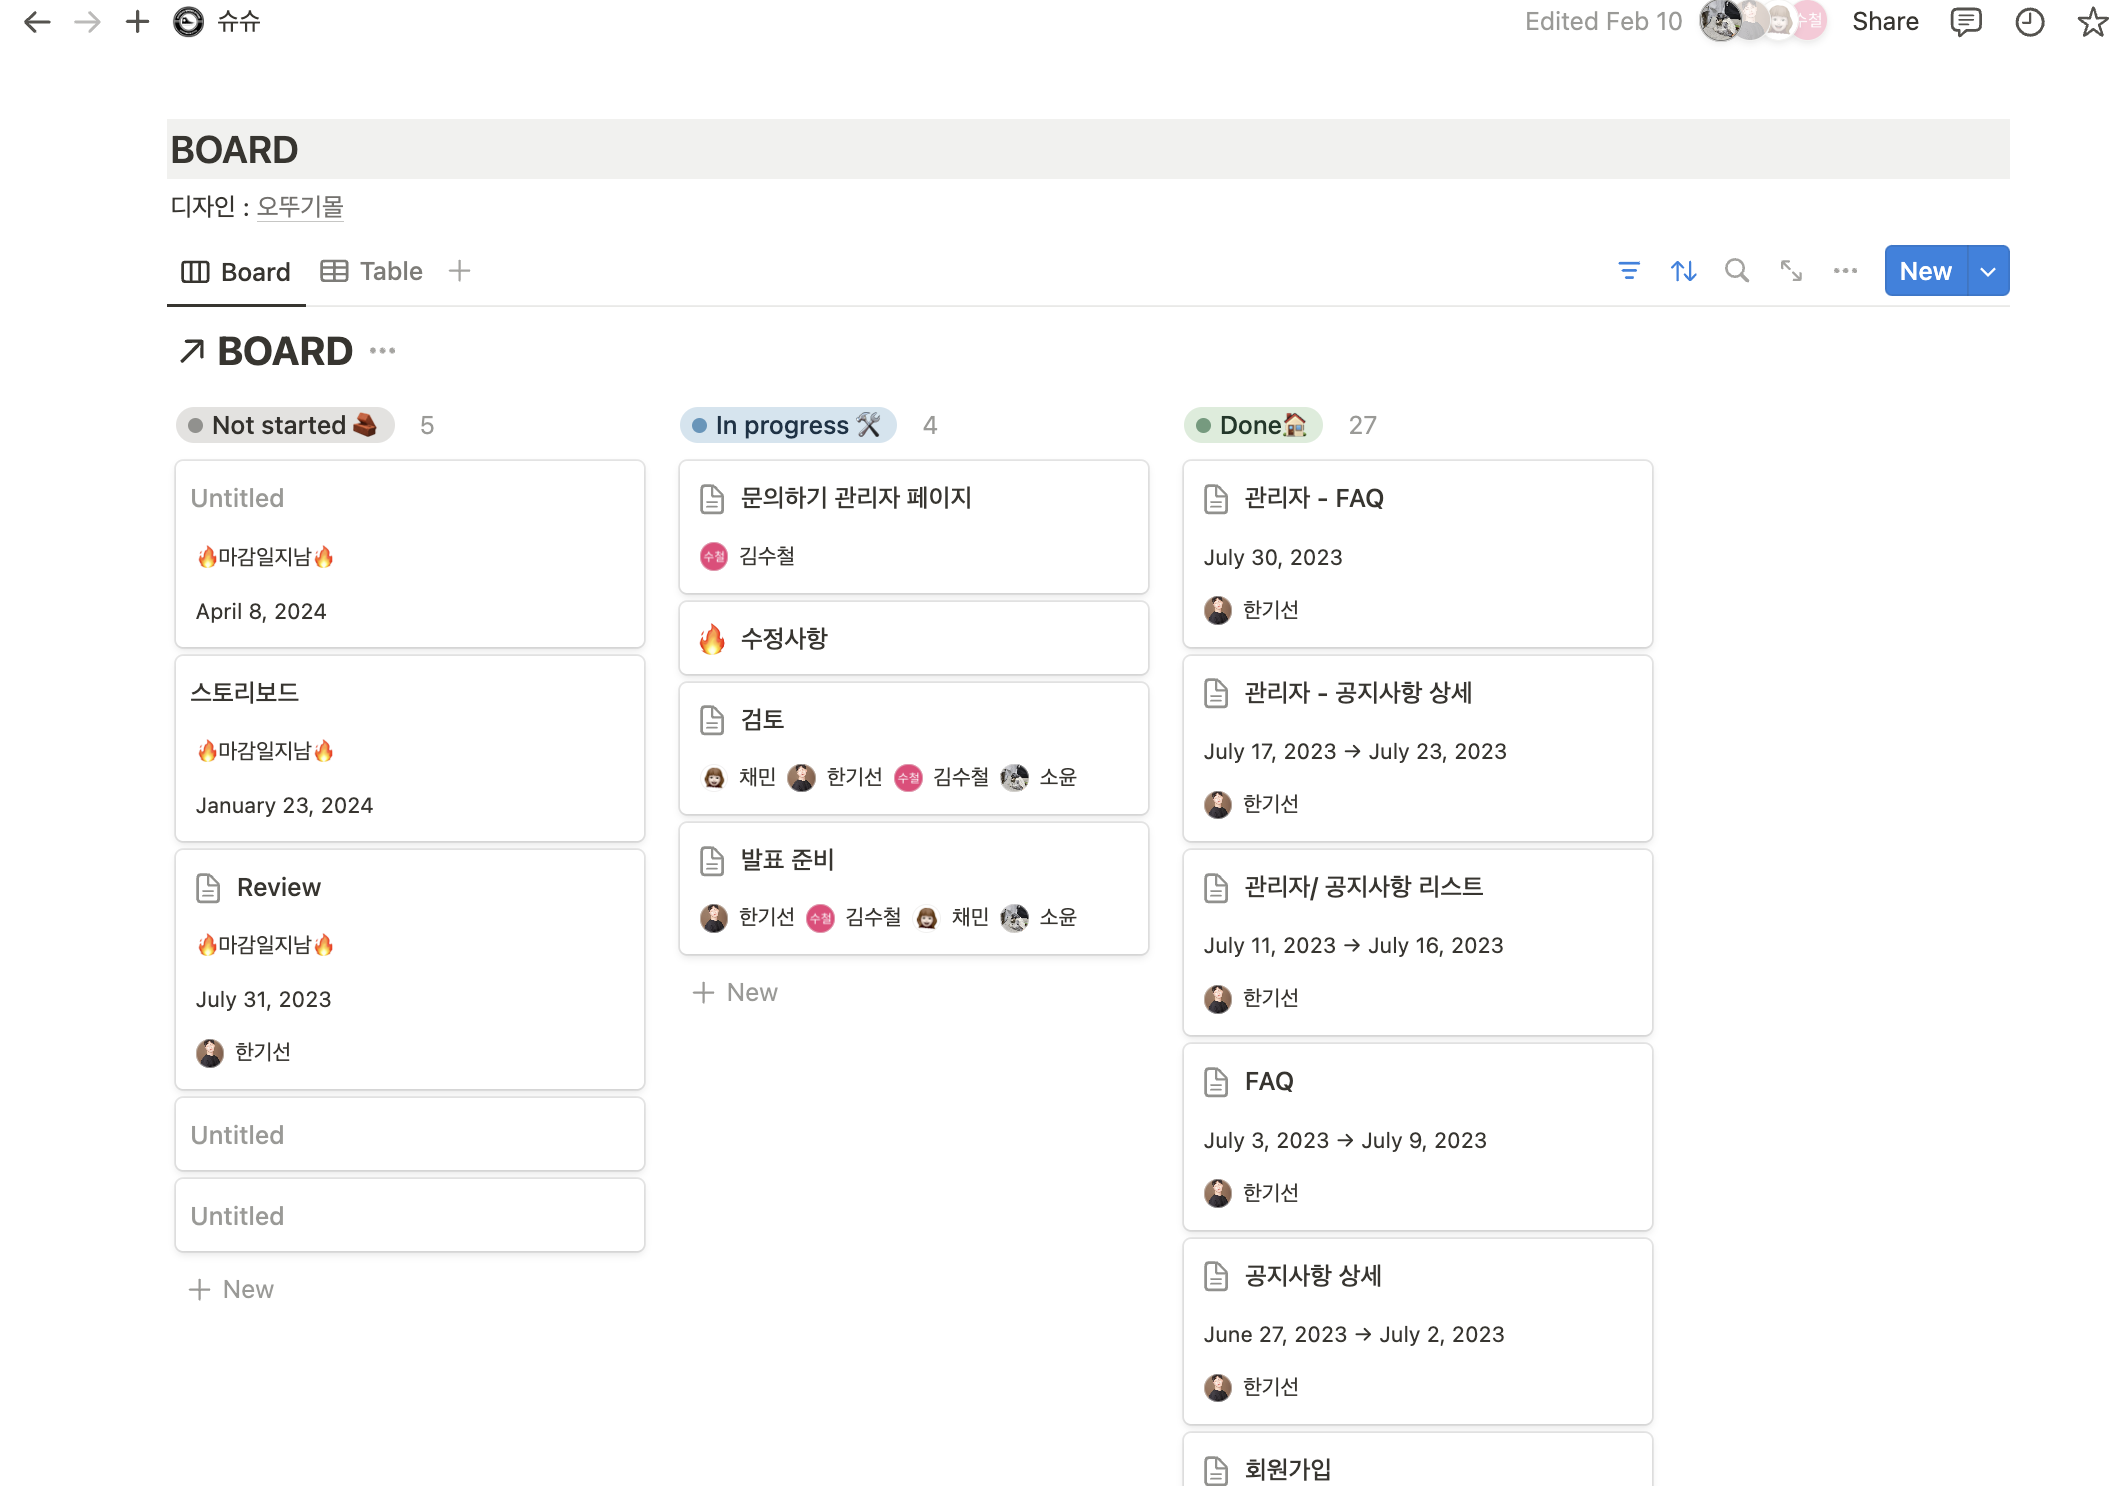 슈슈
Edited Feb 10
수철
Share
BOARD
디자인 : 오뚜기몰
Board
Table
New
BOARD
Not started 5
Untitled
🔥마감일지남🔥
April 8, 2024
스토리보드
🔥마감일지남🔥
January 23, 2024
Review
🔥마감일지남🔥
July 31, 2023
한기선
Untitled
Untitled
New
In progress 4
문의하기 관리자 페이지
수철 김수철
수정사항
검토
채민 한기선 수철 김수철 소윤
발표 준비
한기선 수철 김수철 채민 소윤
New
Done 27
관리자 - FAQ
July 30, 2023
한기선
관리자 - 공지사항 상세
July 17, 2023 → July 23, 2023
한기선
관리자/ 공지사항 리스트
July 11, 2023 → July 16, 2023
한기선
FAQ
July 3, 2023 → July 9, 2023
한기선
공지사항 상세
June 27, 2023 → July 2, 2023
한기선
회원가입